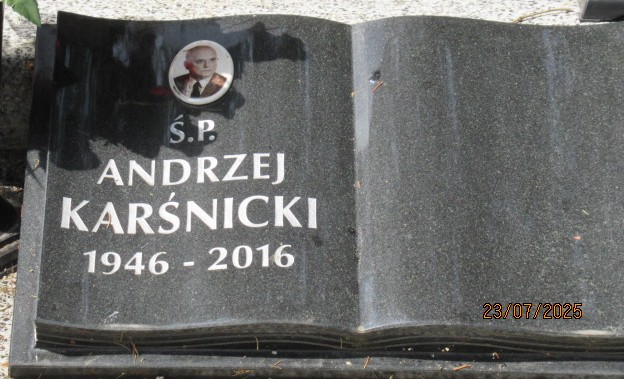 Ś.P.
ANDRZEJ
KARŚNICKI
1946 - 2016
23/07/2025